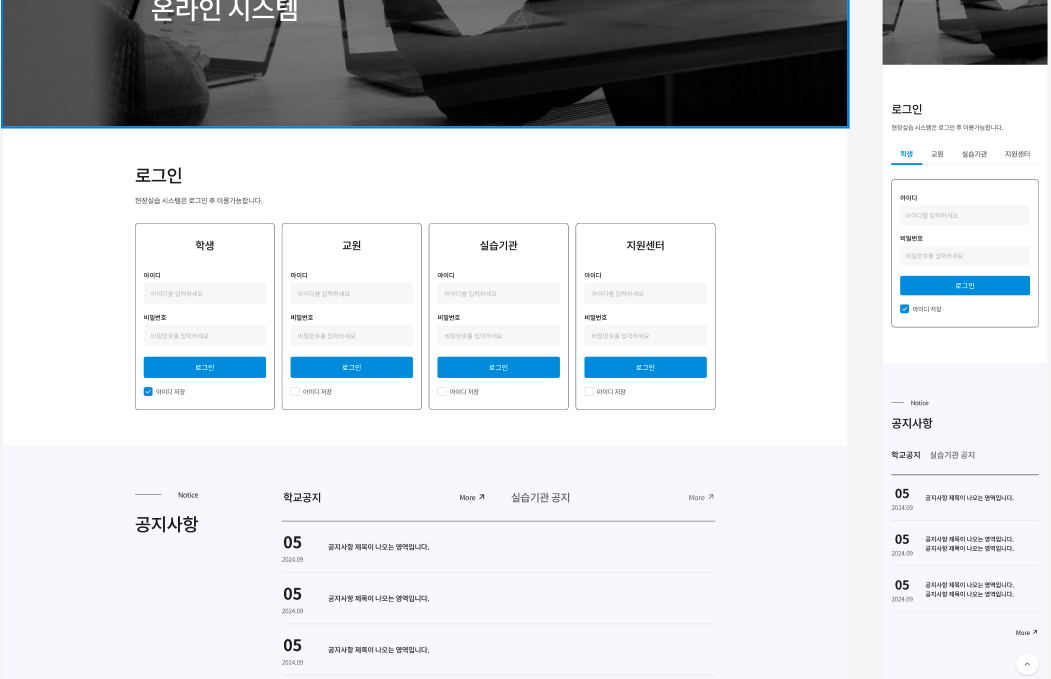 온라인 시스템
로그인
현장실습 시스템은 로그인 후 이용가능합니다.
학생
아이디
아이디를 입력하세요
비밀번호
비밀번호를 입력하세요
로그인
아이디 저장
교원
아이디
아이디를 입력하세요
비밀번호
비밀번호를 입력하세요
로그인
아이디 저장
실습기관
아이디
아이디를 입력하세요
비밀번호
비밀번호를 입력하세요
로그인
아이디 저장
지원센터
아이디
아이디를 입력하세요
비밀번호
비밀번호를 입력하세요
로그인
아이디 저장
Notice
공지사항
학교공지 More
실습기관 공지 More
05
2024.09
공지사항 제목이 나오는 영역입니다.
05
2024.09
공지사항 제목이 나오는 영역입니다.
05
2024.09
공지사항 제목이 나오는 영역입니다.
로그인
현장실습 시스템은 로그인 후 이용가능합니다.
학생 교원 실습기관 지원센터
아이디
아이디를 입력하세요
비밀번호
비밀번호를 입력하세요
로그인
아이디 저장
Notice
공지사항
학교공지 실습기관 공지
05
2024.09
공지사항 제목이 나오는 영역입니다.
05
2024.09
공지사항 제목이 나오는 영역입니다.
공지사항 제목이 나오는 영역입니다.
05
2024.09
공지사항 제목이 나오는 영역입니다.
공지사항 제목이 나오는 영역입니다.
More